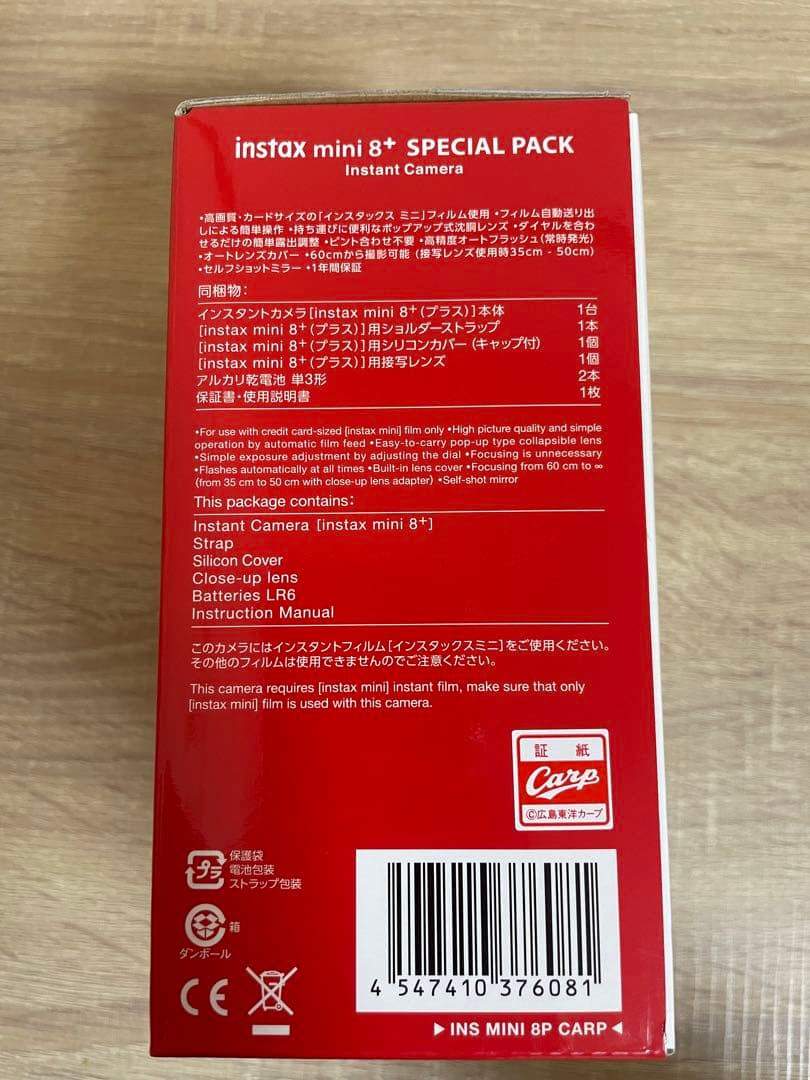 instax mini 8+ SPECIAL PACK
Instant Camera
•高画質・カードサイズの「インスタックス ミニ」フィルム使用 •フィルム自動送り出
しによる簡単操作 •持ち運びに便利なポップアップ式沈胴レンズ •ダイヤルを合わ
せるだけの簡単露出調整 •ピント合わせ不要 •高精度オートフラッシュ(常時発光)
•オートレンズカバー •60cmから撮影可能 (接写レンズ使用時35cm - 50cm)
•セルフショットミラー •1年間保証
同梱物:
インスタントカメラ[instax mini 8+(プラス)]本体 1台
[instax mini 8+(プラス)]用ショルダーストラップ 1本
[instax mini 8+(プラス)]用シリコンカバー(キャップ付) 1個
[instax mini 8+(プラス)]用接写レンズ 1個
アルカリ乾電池 単3形 2本
保証書・使用説明書 1枚
•For use with credit card-sized [instax mini] film only •High picture quality and simple
operation by automatic film feed •Easy-to-carry pop-up type collapsible lens
•Simple exposure adjustment by adjusting the dial •Focusing is unnecessary
•Flashes automatically at all times •Built-in lens cover •Focusing from 60 cm to ∞
(from 35 cm to 50 cm with close-up lens adapter) •Self-shot mirror
This package contains:
Instant Camera [instax mini 8+]
Strap
Silicon Cover
Close-up lens
Batteries LR6
Instruction Manual
このカメラにはインスタントフィルム[インスタックスミニ]をご使用ください。
その他のフィルムは使用できませんのでご注意ください。
This camera requires [instax mini] instant film, make sure that only
[instax mini] film is used with this camera.
証 紙
Carp
©広島東洋カープ
プラ
保護袋
電池包装
ストラップ包装
箱
ダンボール
CE
4 547410 376081
▶ INS MINI 8P CARP ◀